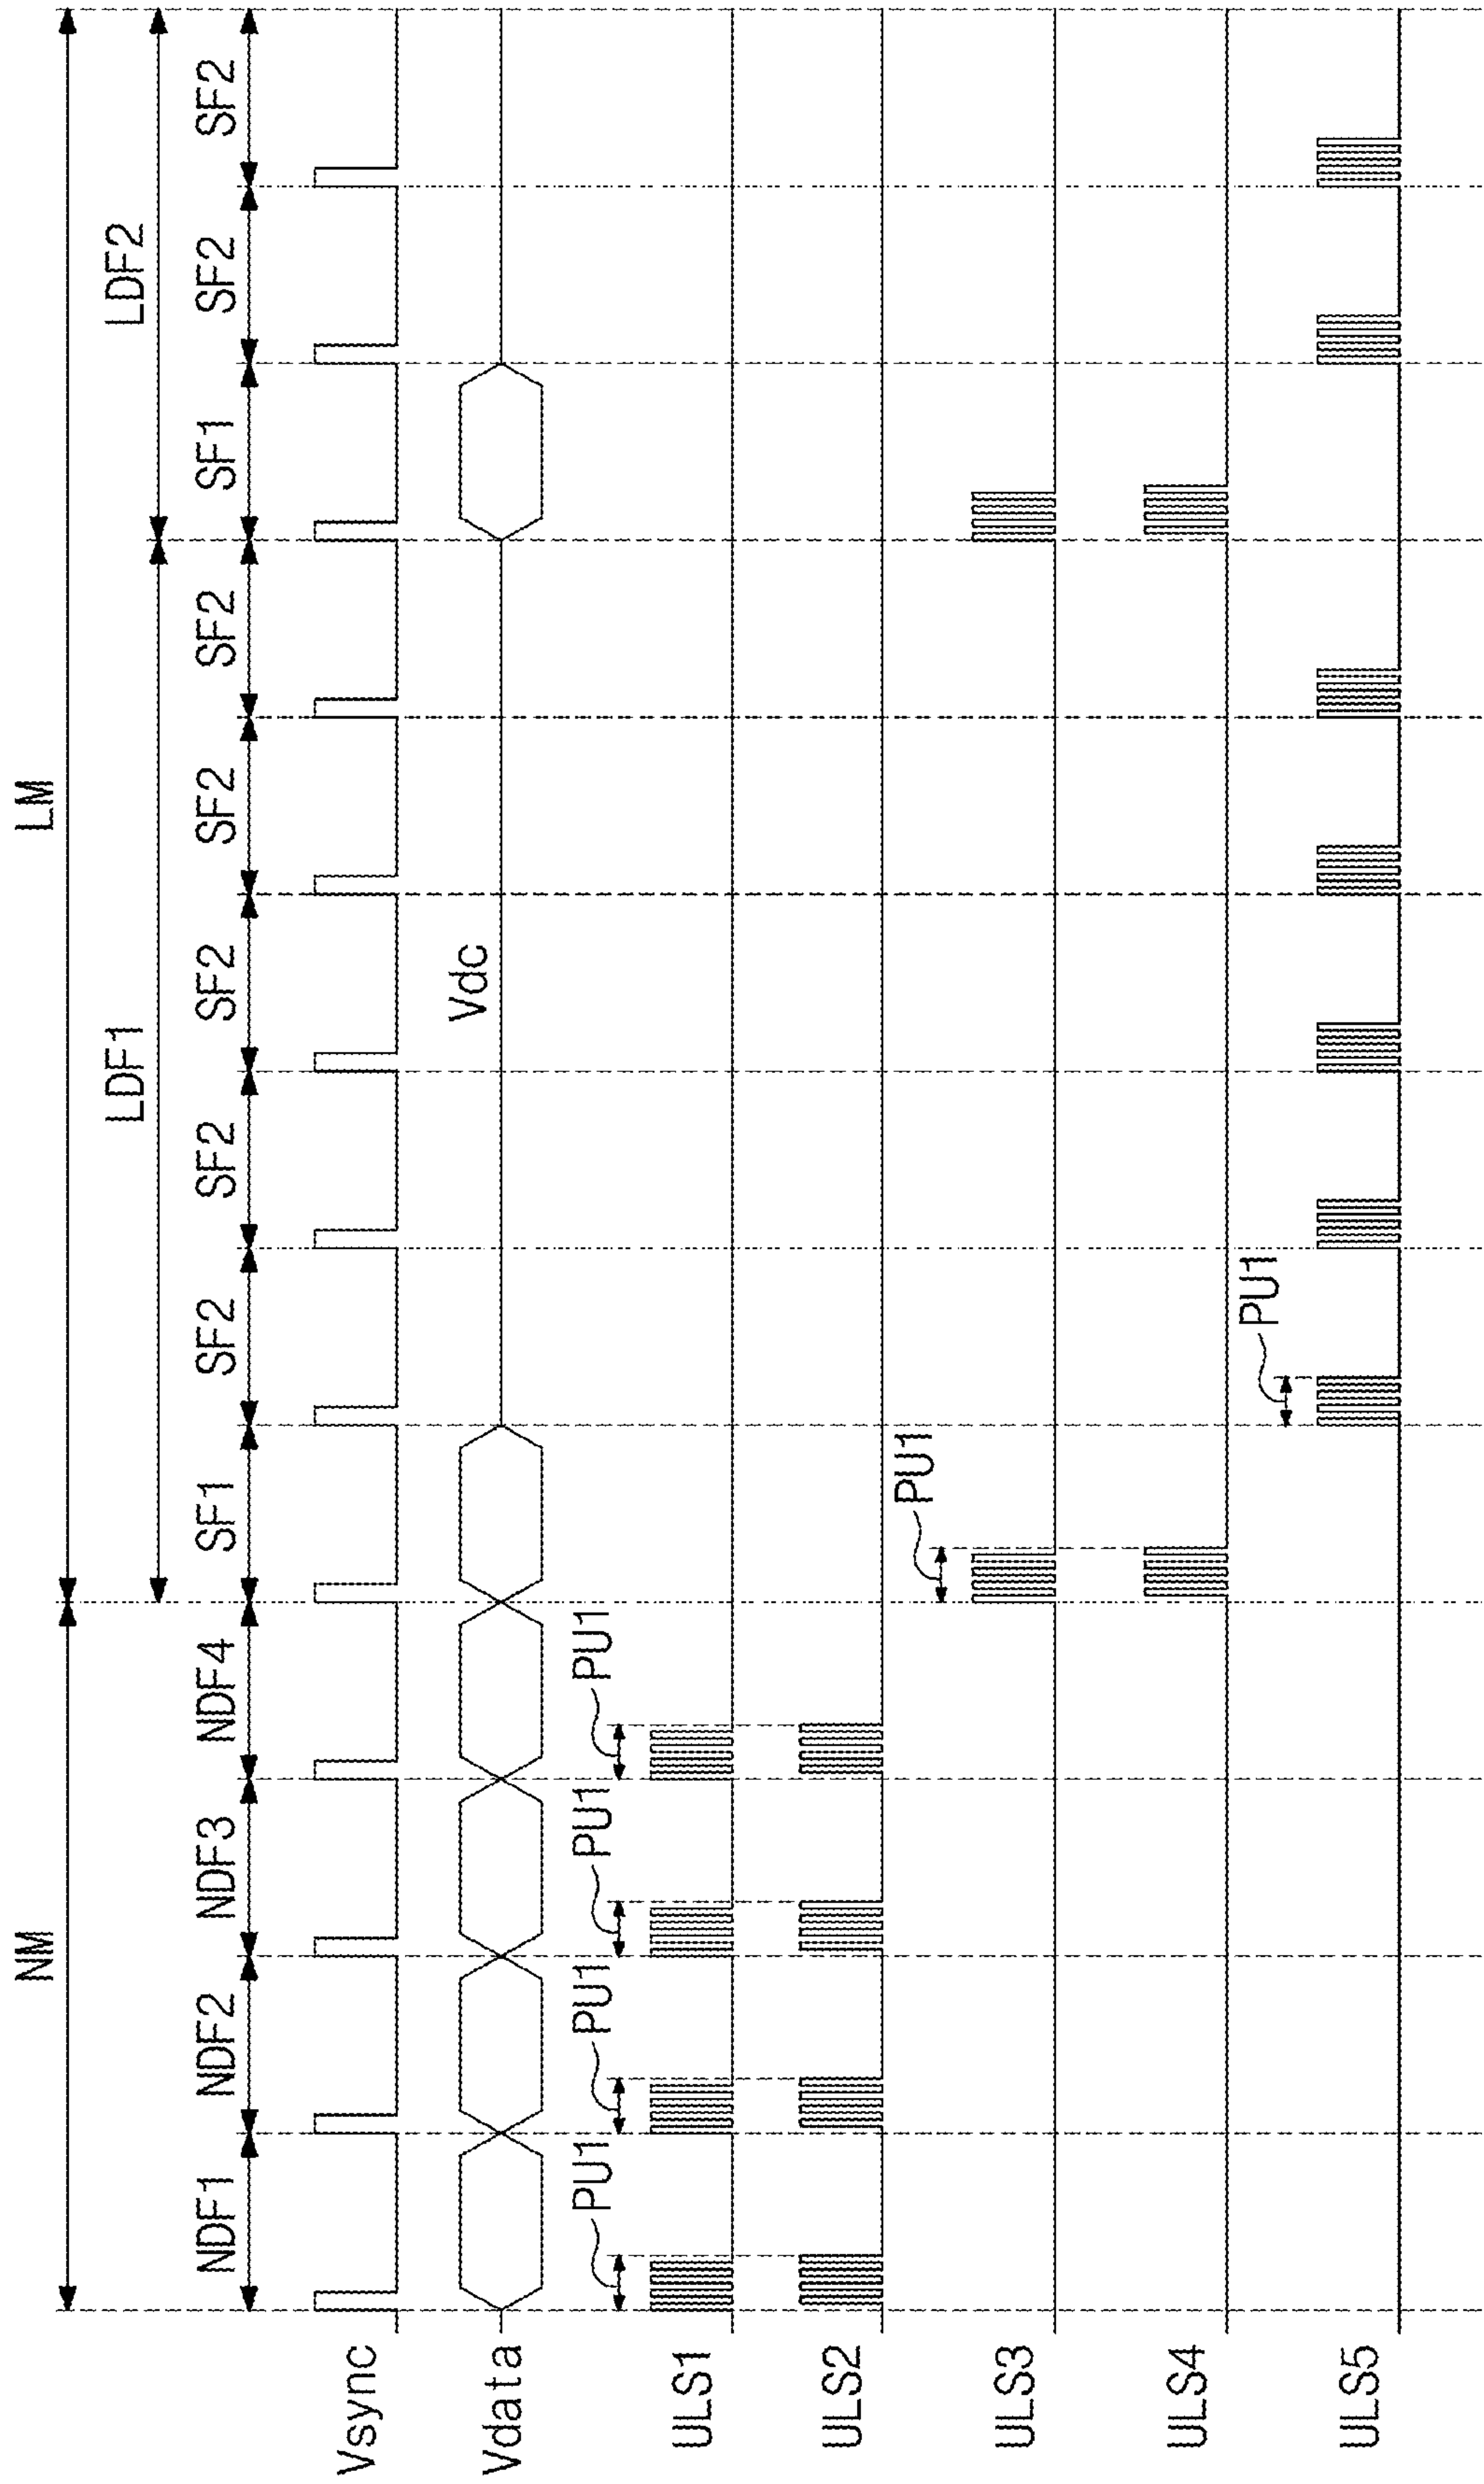 NM LM
LDF1 LDF2
NDF1 NDF2 NDF3 NDF4 SF1 SF2 SF2 SF2 SF2 SF2 SF1 SF2 SF2
Vsync
Vdata Vdc
PU1 PU1 PU1 PU1
ULS1
ULS2
PU1
ULS3
ULS4
PU1
ULS5